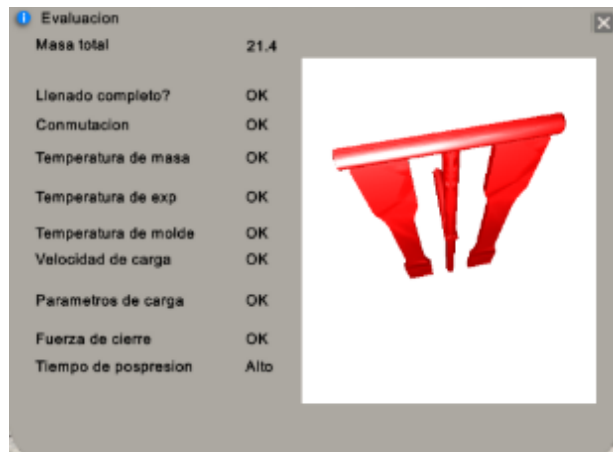 Evaluacion
Masa total 21.4
Llenado completo? OK
Conmutacion OK
Temperatura de masa OK
Temperatura de exp OK
Temperatura de molde OK
Velocidad de carga OK
Parametros de carga OK
Fuerza de cierre OK
Tiempo de pospresion Alto